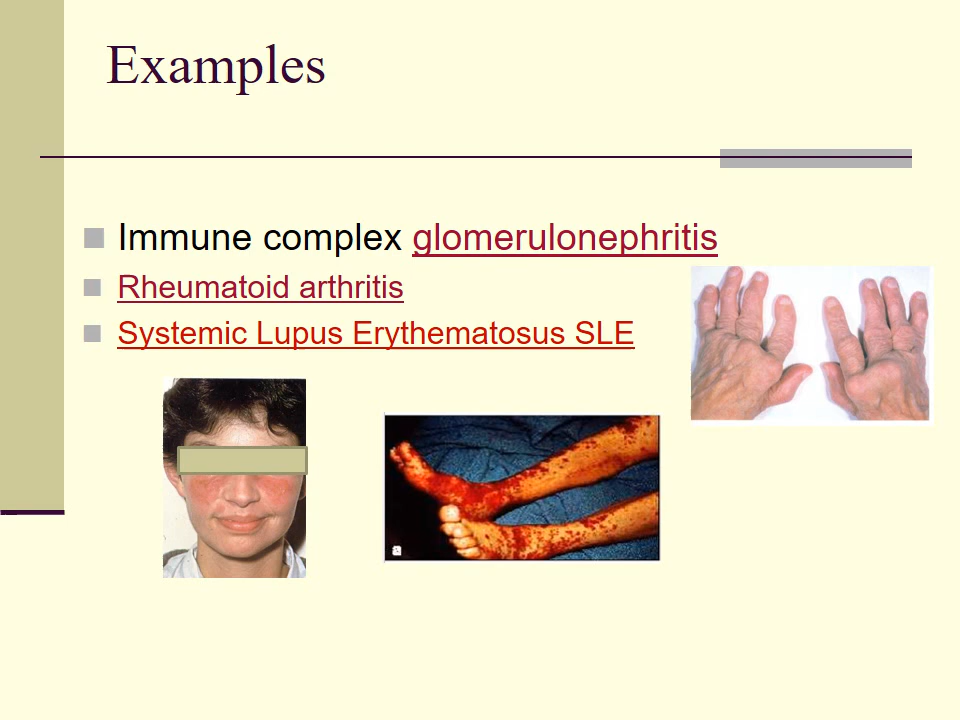 Examples
Immune complex glomerulonephritis
Rheumatoid arthritis
Systemic Lupus Erythematosus SLE
a